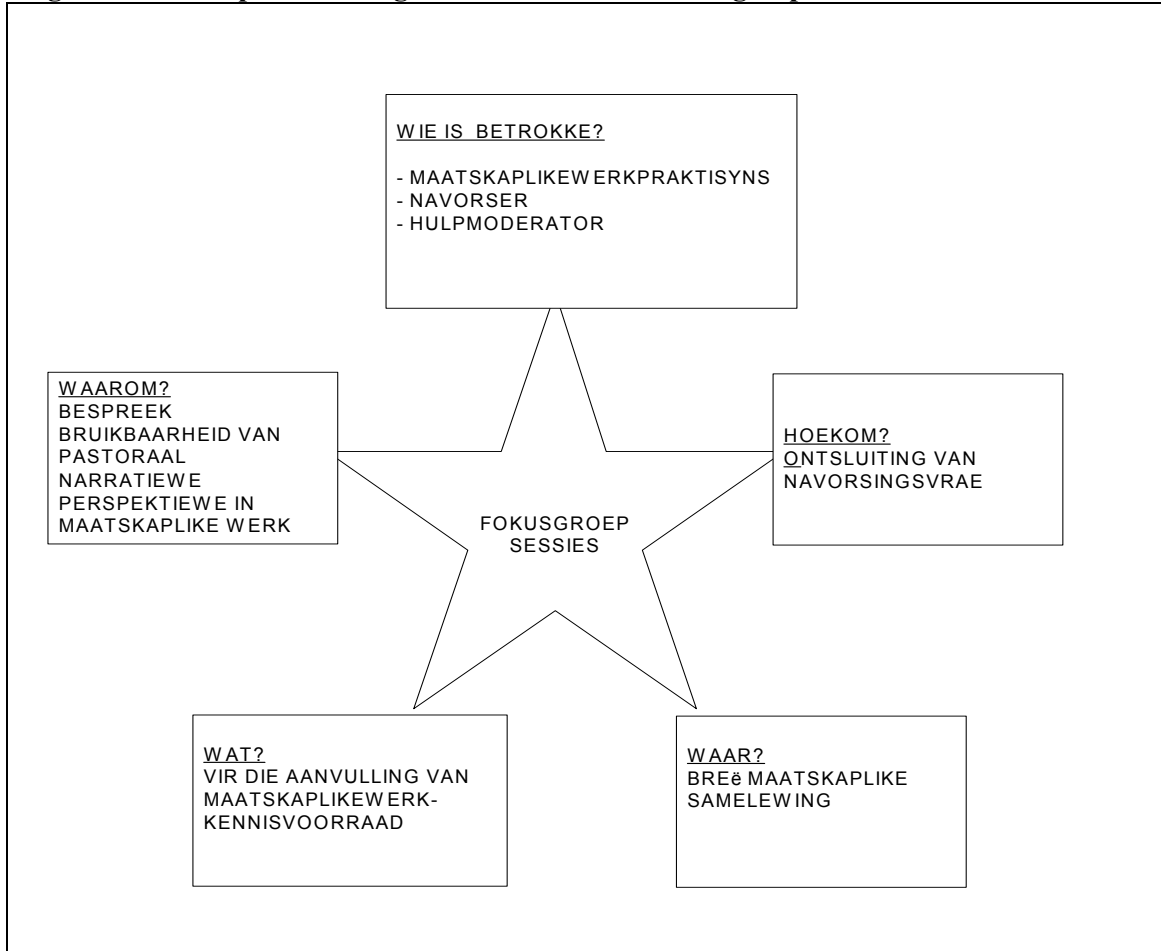 WIE IS BETROKKE?
- MAATSKAPLIKEWERKPRAKTISYNS
- NAVORSER
- HULPMODERATOR
WAAROM?
BESPREEK
BRUIKBAARHEID VAN
PASTORAAL
NARRATIEWE
PERSPEKTIEWE IN
MAATSKAPLIKE WERK
HOEKOM?
ONTSLUITING VAN
NAVORSINGSVRAE
FOKUSGROEP
SESSIES
WAT?
VIR DIE AANVULLING VAN
MAATSKAPLIKEWERK-
KENNISVOORRAAD
WAAR?
BREë MAATSKAPLIKE
SAMELEWING